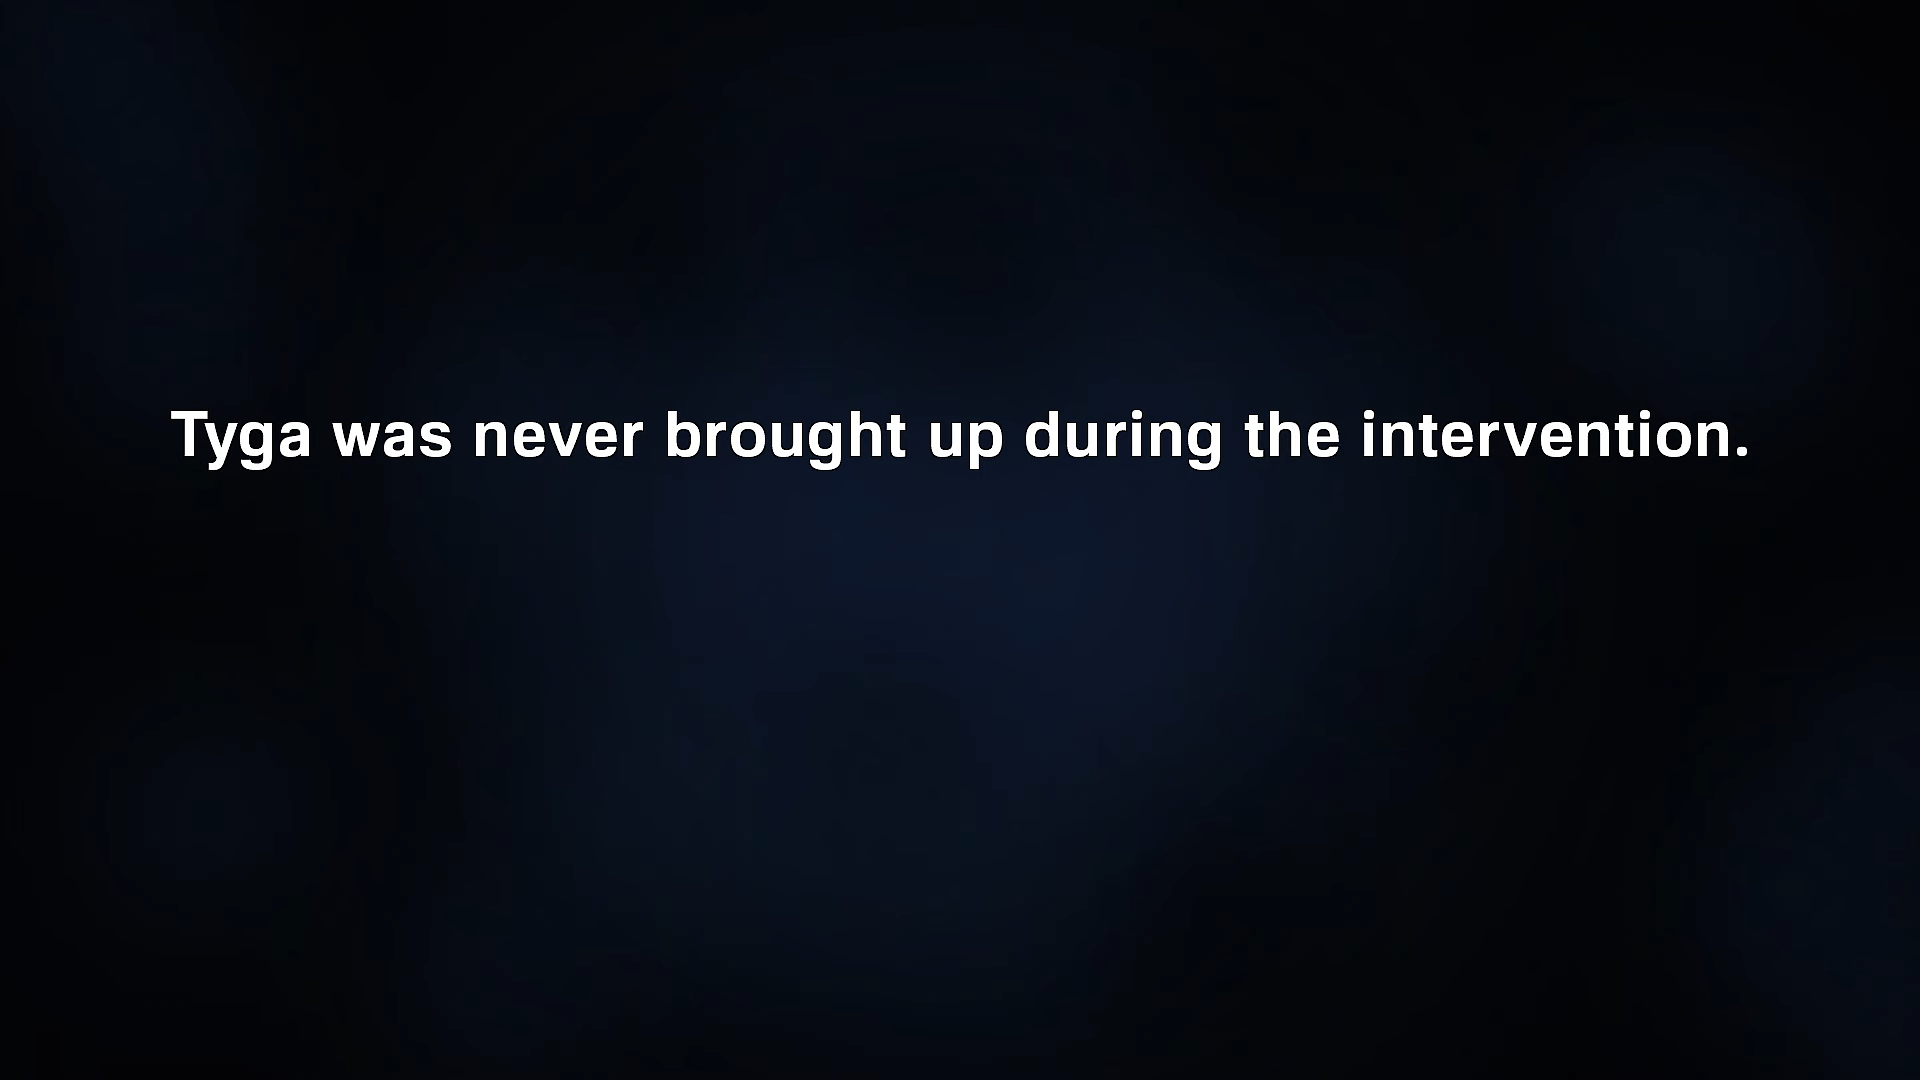 Tyga was never brought up during the intervention.